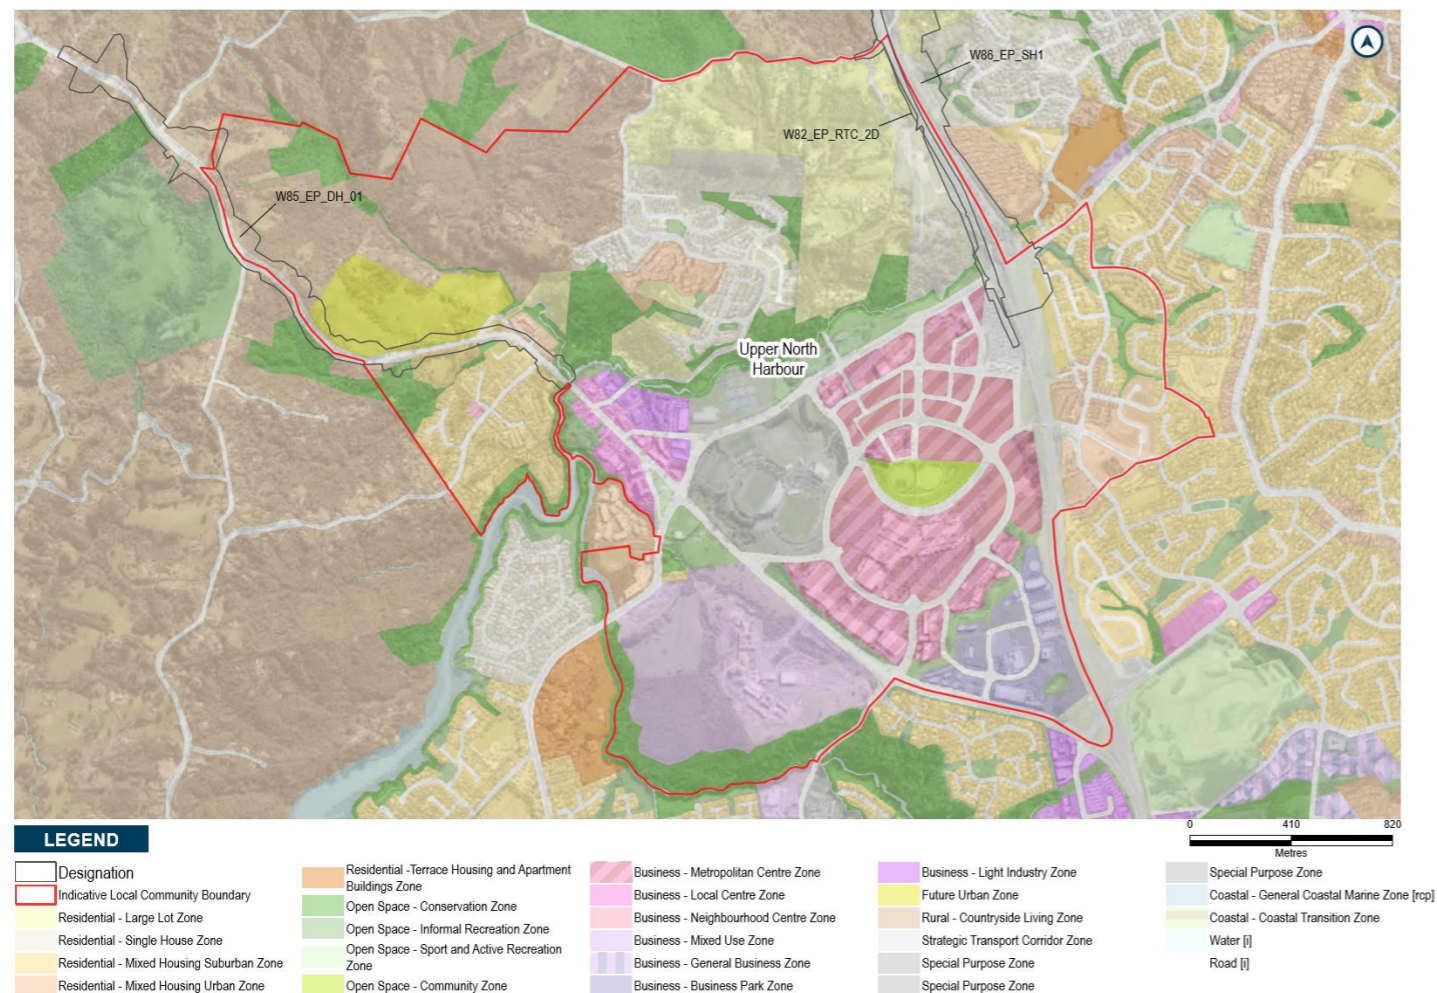 W86_EP_SH1
W82_EP_RTC_2D
W85_EP_DH_01
Upper North
Harbour
0 410 820
Metres
LEGEND
Designation
Indicative Local Community Boundary
Residential - Large Lot Zone
Residential - Single House Zone
Residential - Mixed Housing Suburban Zone
Residential - Mixed Housing Urban Zone
Residential -Terrace Housing and Apartment
Buildings Zone
Open Space - Conservation Zone
Open Space - Informal Recreation Zone
Open Space - Sport and Active Recreation
Zone
Open Space - Community Zone
Business - Metropolitan Centre Zone
Business - Local Centre Zone
Business - Neighbourhood Centre Zone
Business - Mixed Use Zone
Business - General Business Zone
Business - Business Park Zone
Business - Light Industry Zone
Future Urban Zone
Rural - Countryside Living Zone
Strategic Transport Corridor Zone
Special Purpose Zone
Special Purpose Zone
Special Purpose Zone
Coastal - General Coastal Marine Zone [rcp]
Coastal - Coastal Transition Zone
Water [i]
Road [i]